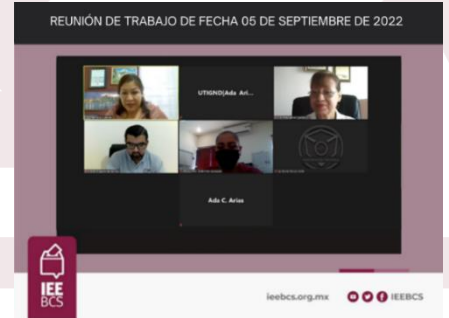 REUNIÓN DE TRABAJO DE FECHA 05 DE SEPTIEMBRE DE 2022
UTIGND|Ada Ari...
Ada C. Arias
IEE
BCS
ieebcs.org.mx
IEEBCS